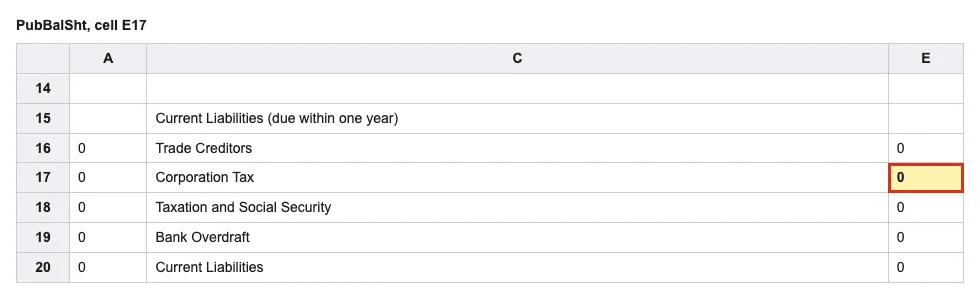 PubBalSht, cell E17
A C E
14
15 Current Liabilities (due within one year)
16 0 Trade Creditors 0
17 0 Corporation Tax 0
18 0 Taxation and Social Security 0
19 0 Bank Overdraft 0
20 0 Current Liabilities 0